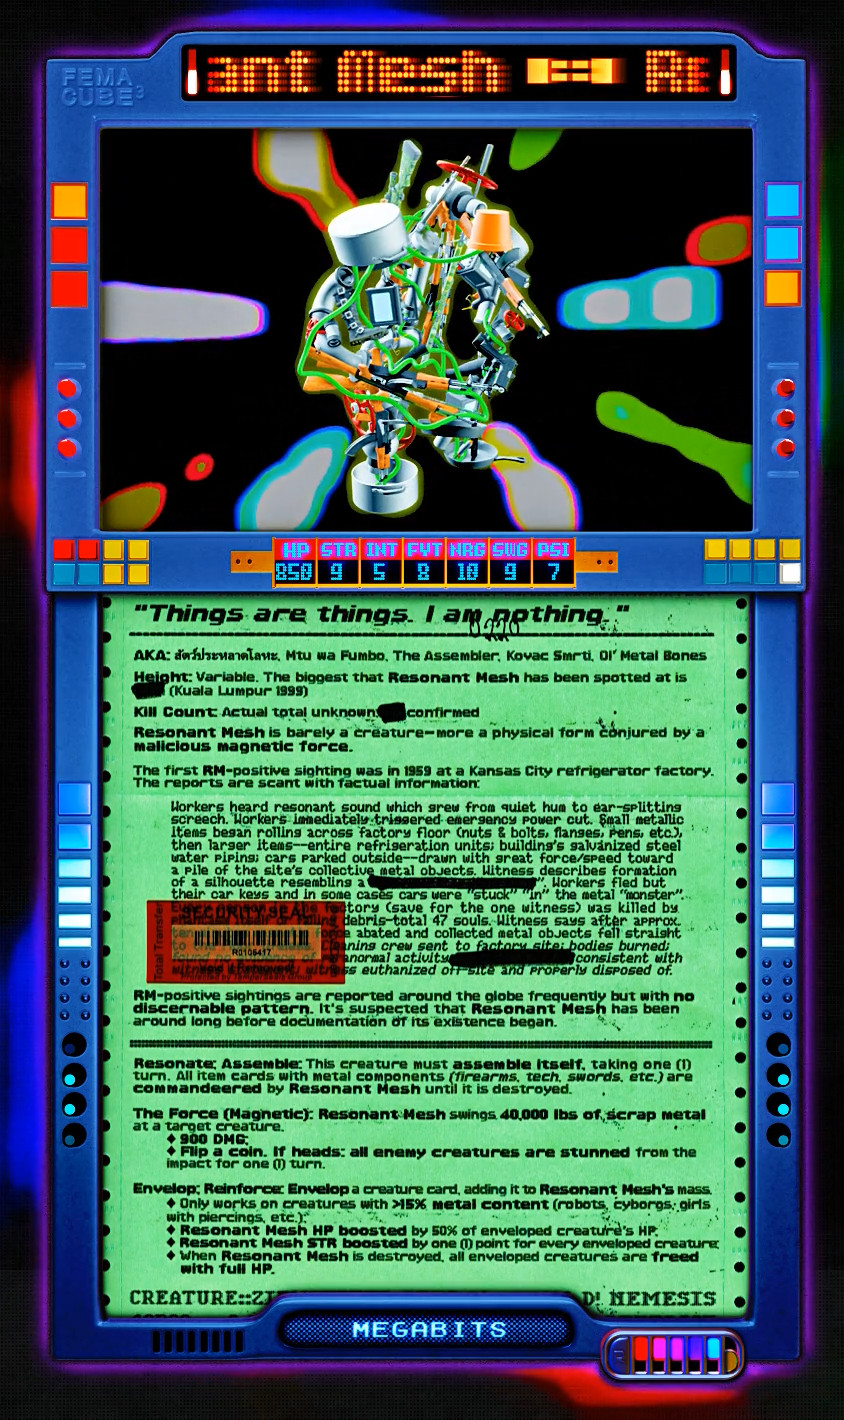 FEMA
CUBE³
ant Mesh
HP STR INT FYT NRG SWG PSI
850 9 5 8 10 9 7
"Things are things. I am nothing."
AKA: สัตว์ประหลาดโลหะ, Mtu wa Fumbo, The Assembler, Kovac Smrti, Ol' Metal Bones
Height: Variable. The biggest that Resonant Mesh has been spotted at is
(Kuala Lumpur 1999)
Kill Count: Actual total unknown confirmed
Resonant Mesh is barely a creature—more a physical form conjured by a
malicious magnetic force.
The first RM-positive sighting was in 1959 at a Kansas City refrigerator factory.
The reports are scant with factual information:
Workers heard resonant sound which grew from quiet hum to ear-splitting
screech. Workers immediately triggered emergency power cut. Small metallic
items began rolling across factory floor (nuts & bolts, flanges, pens, etc.),
then larger items--entire refrigeration units; building's galvanized steel
water piping; cars parked outside--drawn with great force/speed toward
a pile of the site's collective metal objects. Witness describes formation
of a silhouette resembling a ". Workers fled but
their car keys and in some cases cars were "stuck" "in" the metal "monster".
factory (save for the one witness) was killed by
debris-total 47 souls. Witness says after approx.
force abated and collected metal objects fell straight
Cleaning crew sent to factory site; bodies burned;
paranormal activity consistent with
witness euthanized off-site and properly disposed of.
SECURITY SEAL
Total Transfer
R0105417
RM-positive sightings are reported around the globe frequently but with no
discernable pattern. It's suspected that Resonant Mesh has been
around long before documentation of its existence began.
Resonate; Assemble: This creature must assemble itself, taking one (1)
turn. All item cards with metal components (firearms, tech, swords, etc.) are
commandeered by Resonant Mesh until it is destroyed.
The Force (Magnetic): Resonant Mesh swings 40,000 lbs of scrap metal
at a target creature.
♦ 900 DMG;
♦ Flip a coin. If heads: all enemy creatures are stunned from the
impact for one (1) turn.
Envelop; Reinforce: Envelop a creature card, adding it to Resonant Mesh's mass.
♦ Only works on creatures with >15% metal content (robots, cyborgs, girls
with piercings, etc.);
♦ Resonant Mesh HP boosted by 50% of enveloped creature's HP;
♦ Resonant Mesh STR boosted by one (1) point for every enveloped creature;
♦ When Resonant Mesh is destroyed, all enveloped creatures are freed
with full HP.
CREATURE::ZI D! NEMESIS
MEGABITS